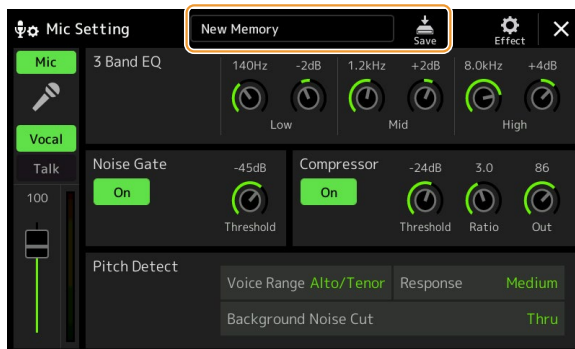 Mic Setting
New Memory
Save
Effect
Mic
Vocal
Talk
100
3 Band EQ
140Hz -2dB 1.2kHz +2dB 8.0kHz +4dB
Low Mid High
Noise Gate
On
-45dB
Threshold
Compressor
On
-24dB 3.0 86
Threshold Ratio Out
Pitch Detect
Voice Range Alto/Tenor Response Medium
Background Noise Cut Thru